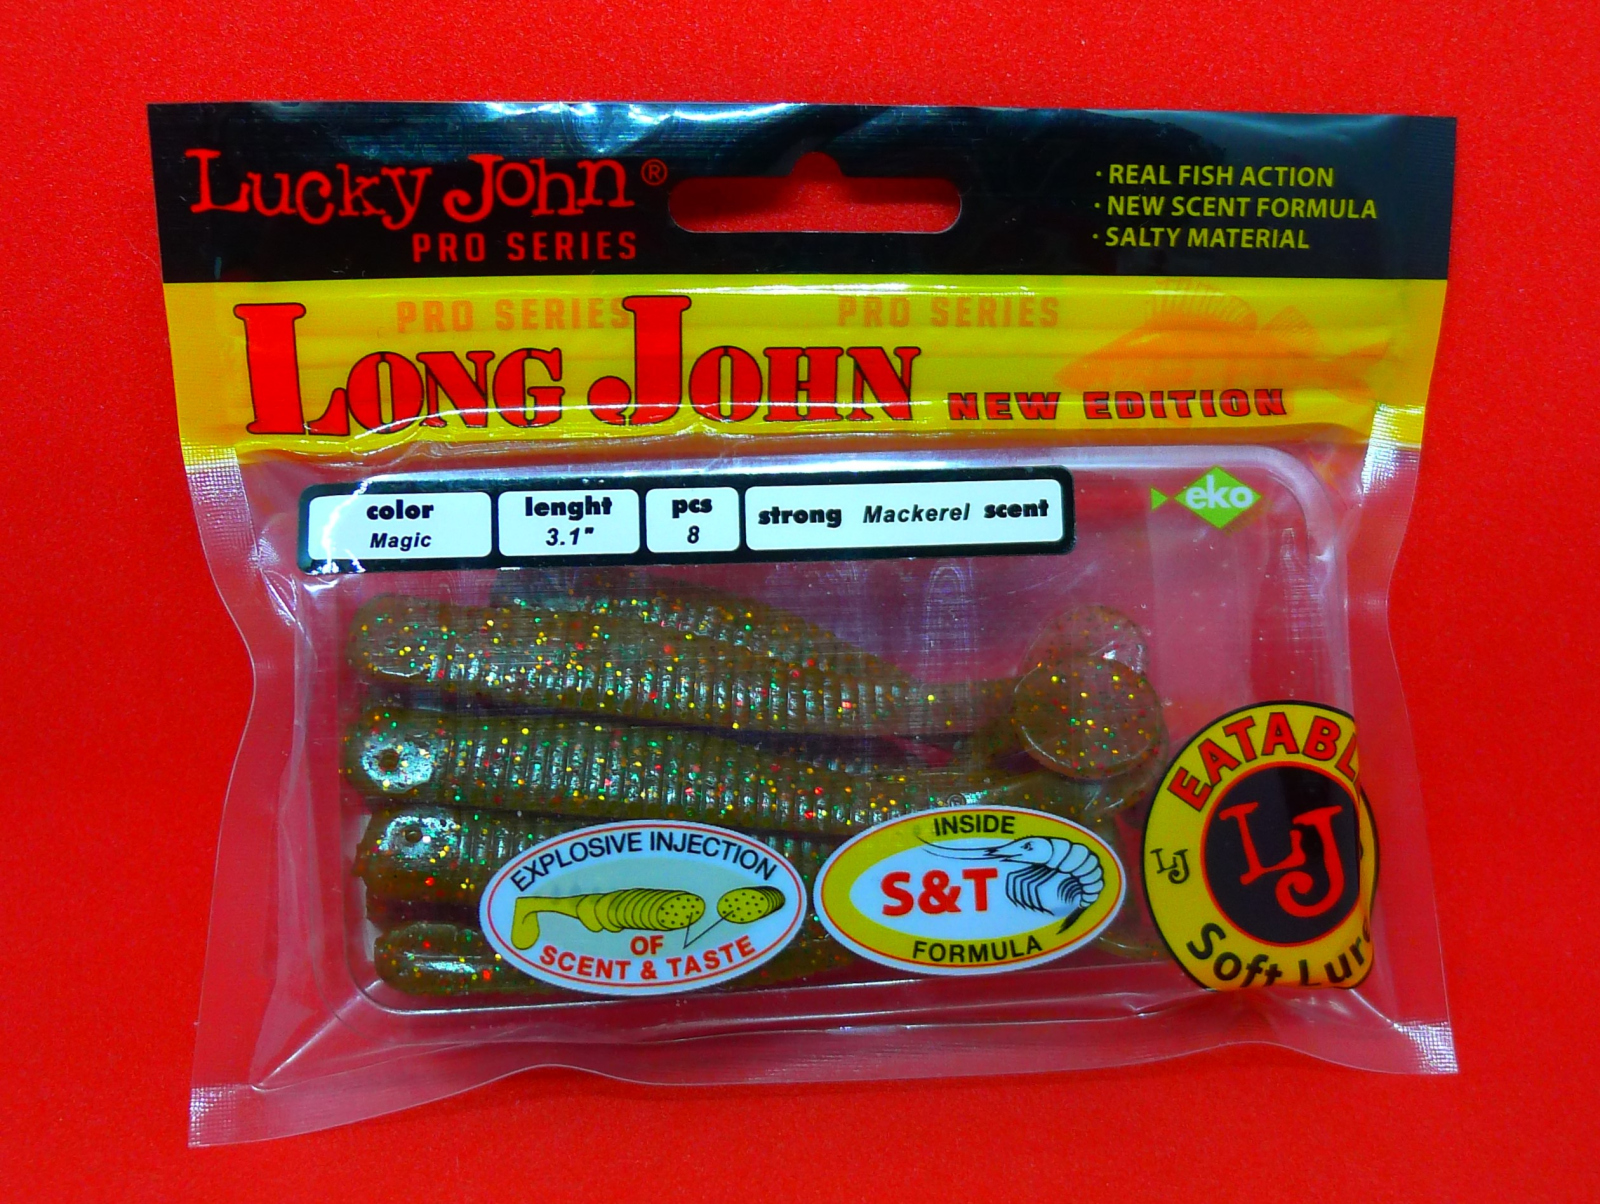 Lucky John®
PRO SERIES
· REAL FISH ACTION
· NEW SCENT FORMULA
· SALTY MATERIAL
PRO SERIES PRO SERIES
LONG JOHN NEW EDITION
color
Magic
lenght
3.1"
pcs
8
strong Mackerel scent
eko
EXPLOSIVE INJECTION
OF
SCENT & TASTE
INSIDE
S&T
FORMULA
EATABL
LJ
LJ
Soft Lure